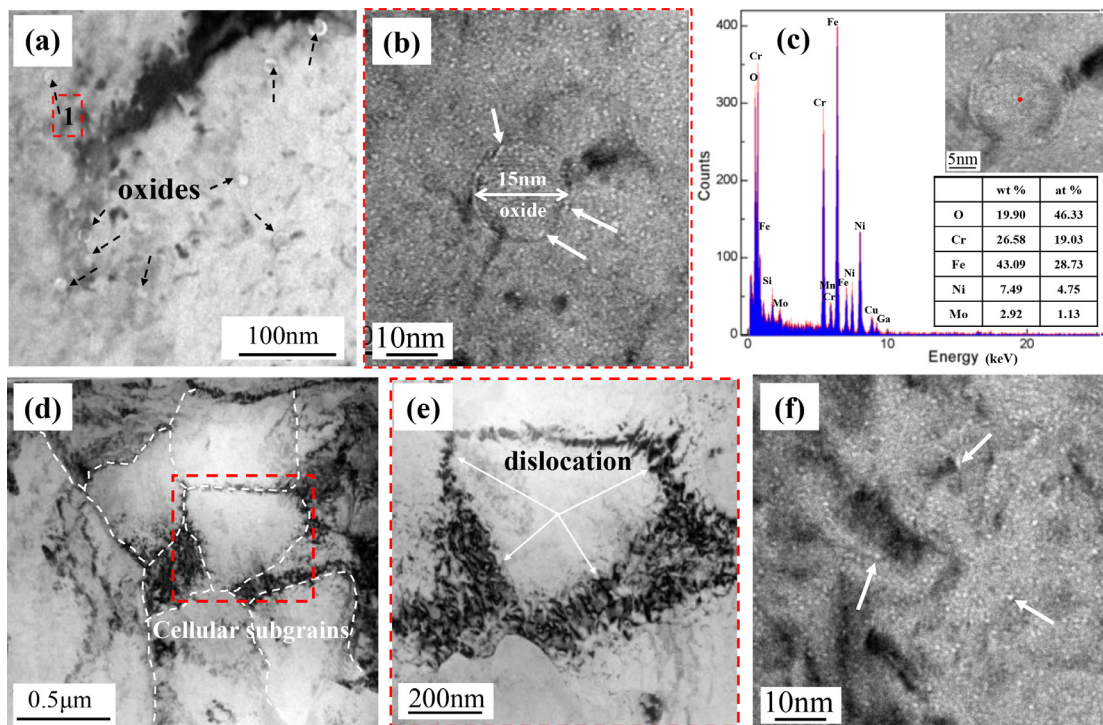 (a)
1
oxides
100nm
(b)
15nm
oxide
10nm
(c)
400
300
200
100
0
Counts
0
10
20
Energy (keV)
Cr
O
Fe
Si
Mo
Cr
Mn
Cr
Fe
Fe
Ni
Ni
Cu
Ga
5nm
wt % at %
O 19.90 46.33
Cr 26.58 19.03
Fe 43.09 28.73
Ni 7.49 4.75
Mo 2.92 1.13
(d)
Cellular subgrains
0.5μm
(e)
dislocation
200nm
(f)
10nm